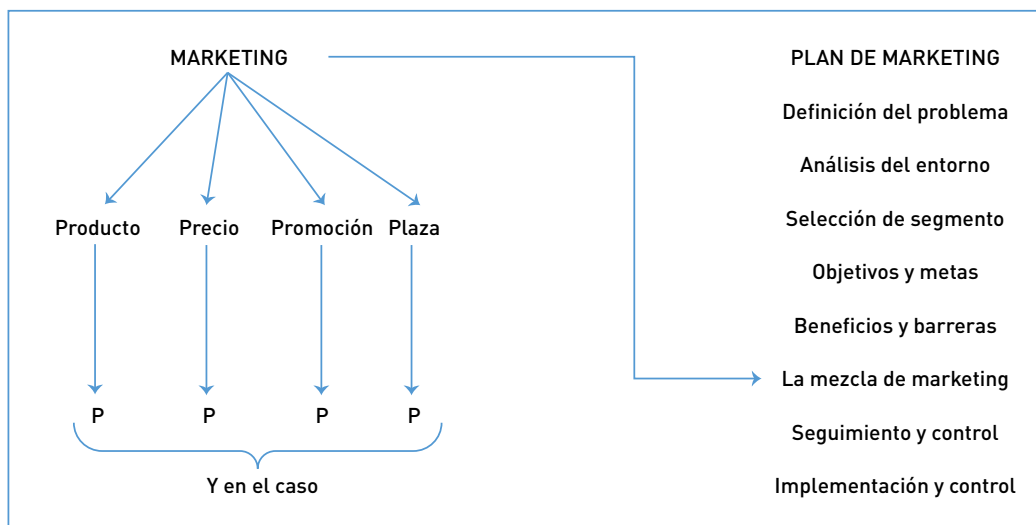 MARKETING
Producto Precio Promoción Plaza
P P P P
Y en el caso
PLAN DE MARKETING
Definición del problema
Análisis del entorno
Selección de segmento
Objetivos y metas
Beneficios y barreras
La mezcla de marketing
Seguimiento y control
Implementación y control